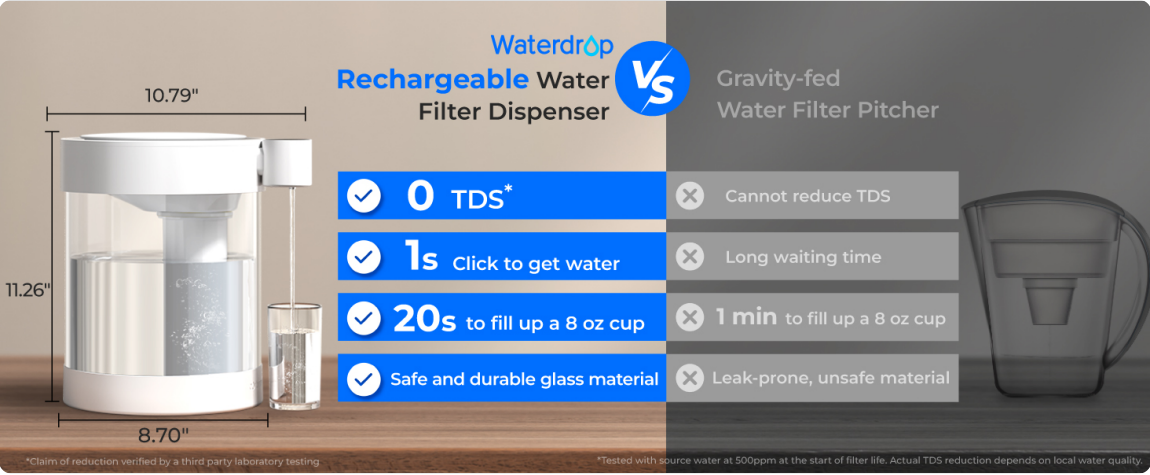 Waterdrop
Rechargeable Water
Filter Dispenser
VS
Gravity-fed
Water Filter Pitcher
10.79"
11.26"
8.70"
0 TDS*
Cannot reduce TDS
1s Click to get water
Long waiting time
20s to fill up a 8 oz cup
1 min to fill up a 8 oz cup
Safe and durable glass material
Leak-prone, unsafe material
*Claim of reduction verified by a third party laboratory testing
*Tested with source water at 500ppm at the start of filter life. Actual TDS reduction depends on local water quality.